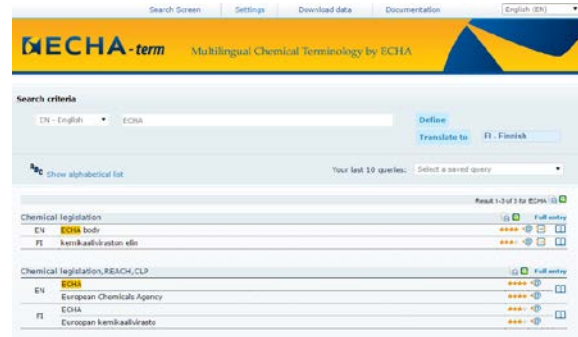 Search Screen Settings Download data Documentation English (EN)
ECHA-term Multilingual Chemical Terminology by ECHA
Search criteria
EN - English ECHA Define
Translate to FI - Finnish
ABC Show alphabetical list Your last 10 queries: Select a saved query
Result 1-3 of 3 for ECHA
Chemical legislation Full entry
EN ECHA body
FI kemikaaliviraston elin
Chemical legislation,REACH,CLP Full entry
EN ECHA
European Chemicals Agency
FI ECHA
Euroopan kemikaalivirasto